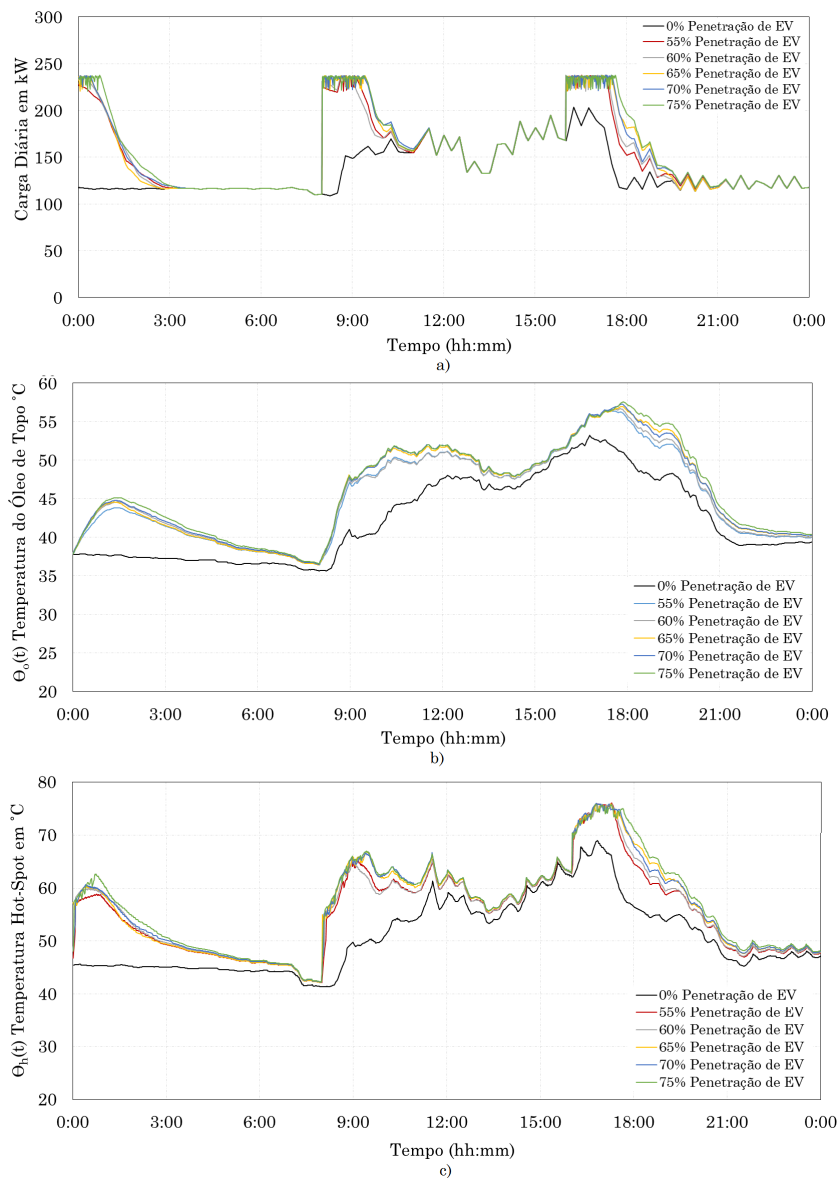 300
250
200
150
100
50
0
Carga Diária em kW
0% Penetração de EV
55% Penetração de EV
60% Penetração de EV
65% Penetração de EV
70% Penetração de EV
75% Penetração de EV
0:00 3:00 6:00 9:00 12:00 15:00 18:00 21:00 0:00
Tempo (hh:mm)
a)
60
55
50
45
40
35
30
25
20
Θo(t) Temperatura do Óleo de Topo ˚C
0% Penetração de EV
55% Penetração de EV
60% Penetração de EV
65% Penetração de EV
70% Penetração de EV
75% Penetração de EV
0:00 3:00 6:00 9:00 12:00 15:00 18:00 21:00 0:00
Tempo (hh:mm)
b)
80
70
60
50
40
30
20
Θh(t) Temperatura Hot-Spot em ˚C
0% Penetração de EV
55% Penetração de EV
60% Penetração de EV
65% Penetração de EV
70% Penetração de EV
75% Penetração de EV
0:00 3:00 6:00 9:00 12:00 15:00 18:00 21:00 0:00
Tempo (hh:mm)
c)